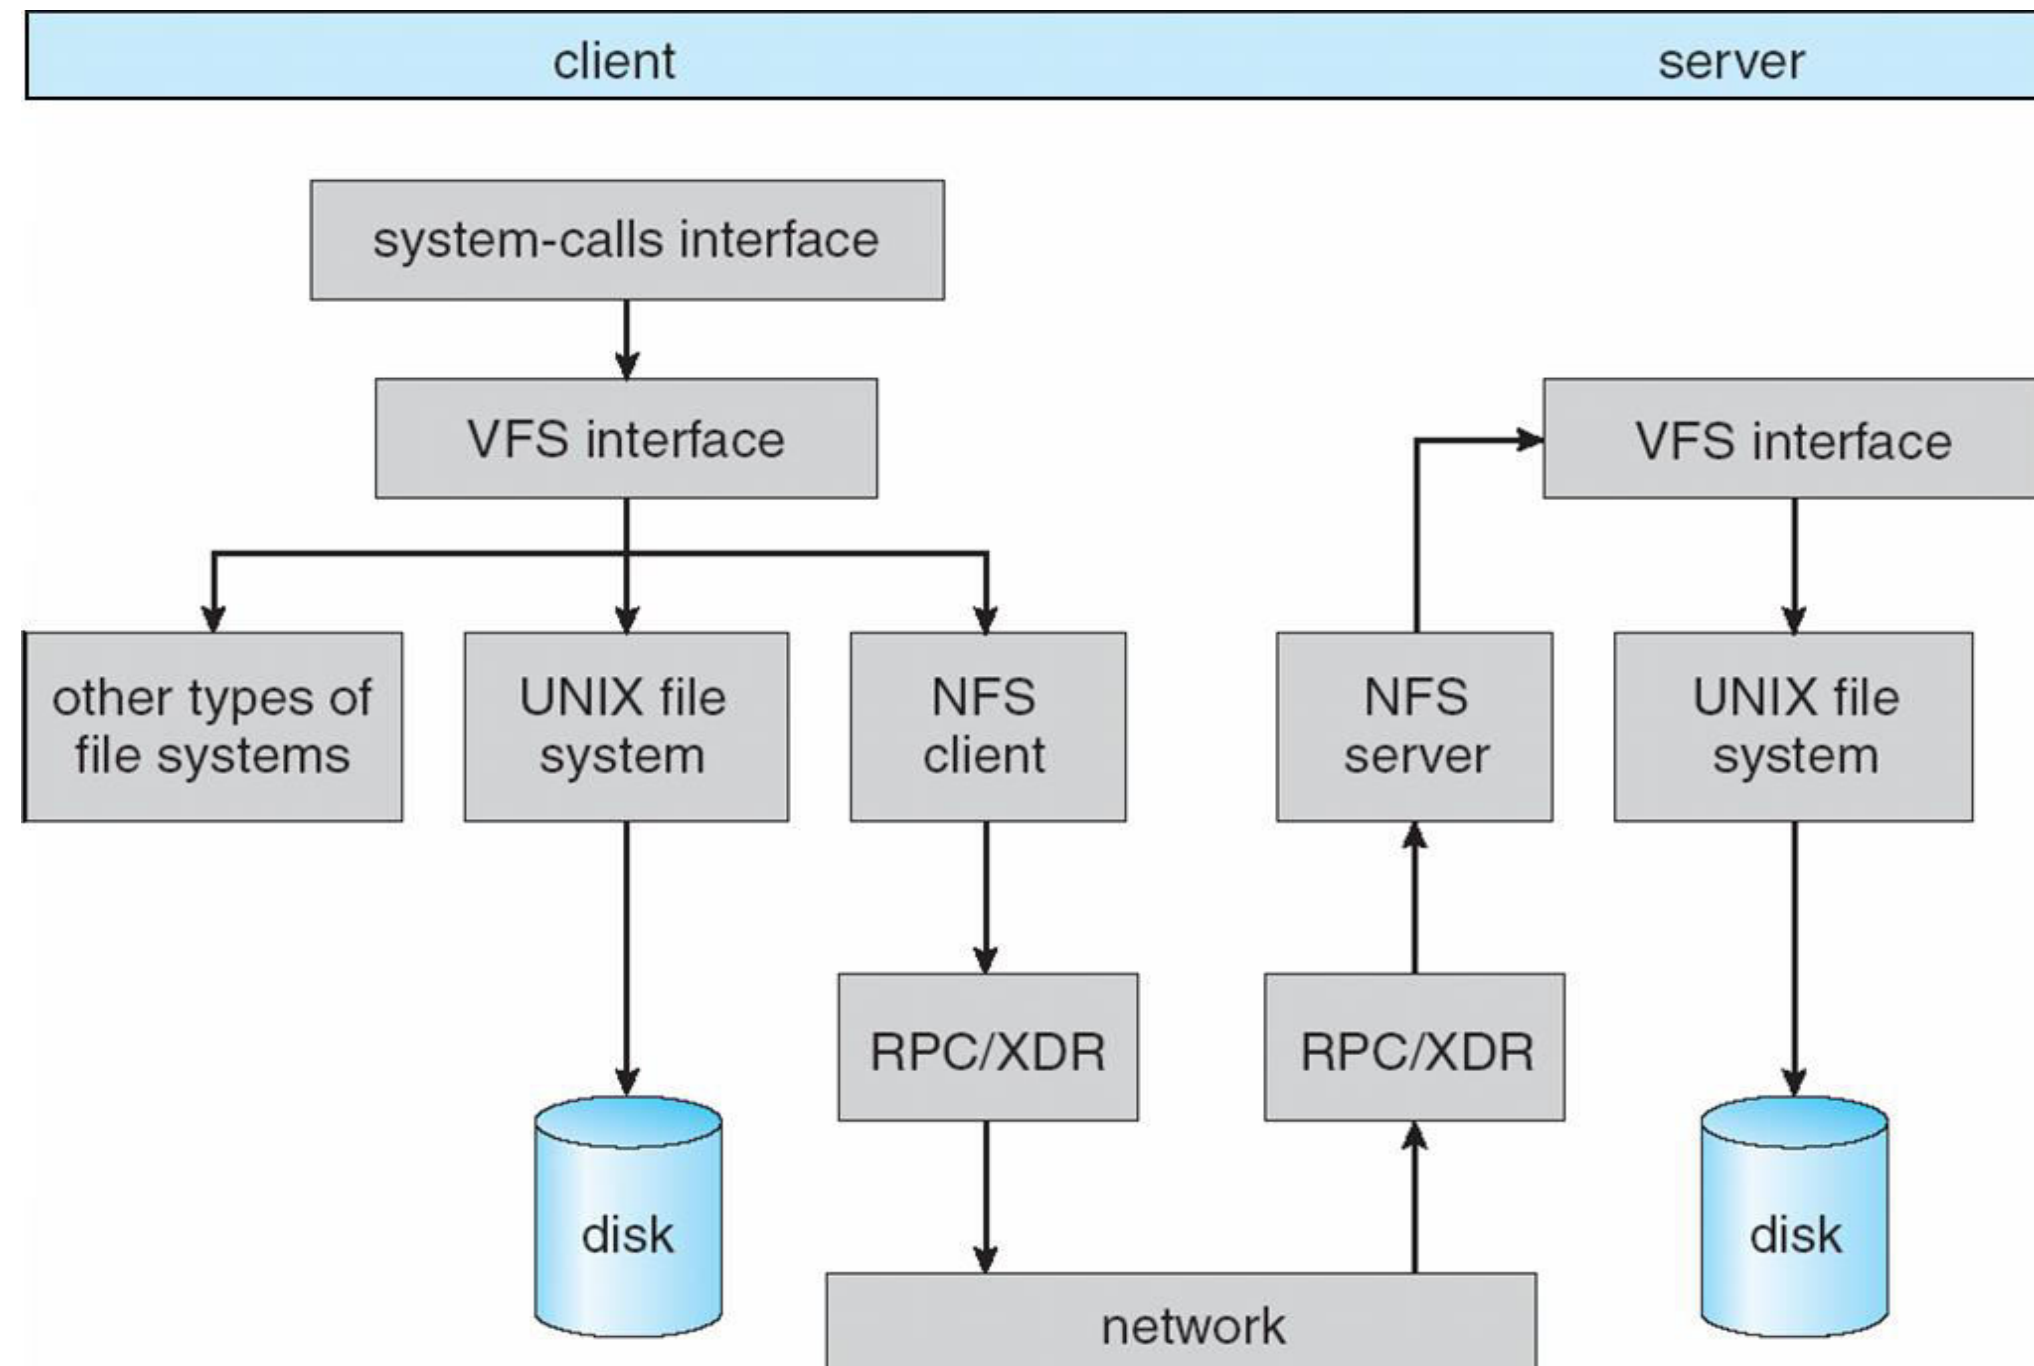 client
server
system-calls interface
VFS interface
VFS interface
other types of
file systems
UNIX file
system
NFS
client
NFS
server
UNIX file
system
RPC/XDR
RPC/XDR
disk
disk
network